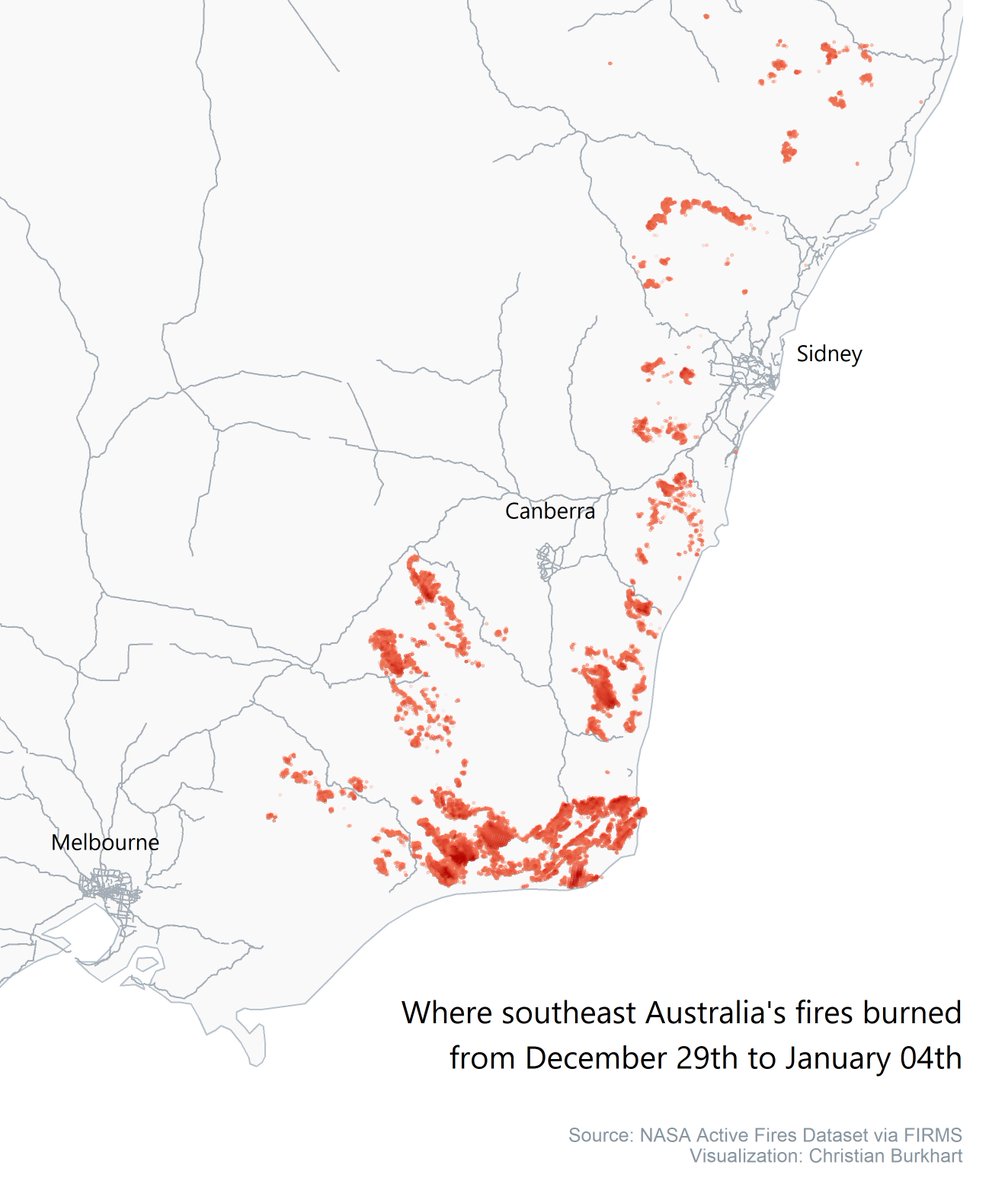 Sidney
Canberra
Melbourne
Where southeast Australia's fires burned
from December 29th to January 04th
Source: NASA Active Fires Dataset via FIRMS
Visualization: Christian Burkhart